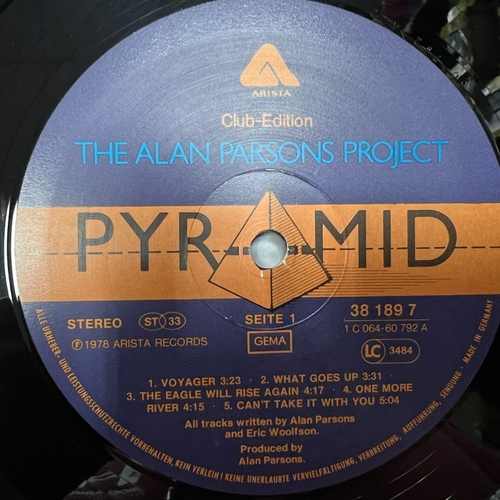 ARISTA
Club-Edition
THE ALAN PARSONS PROJECT
PYRAMID
STEREO ST 33 SEITE 1 38 189 7
1 C 064-60 792 A
℗ 1978 ARISTA RECORDS GEMA LC 3484
1. VOYAGER 3:23 · 2. WHAT GOES UP 3:31 ·
3. THE EAGLE WILL RISE AGAIN 4:17 · 4. ONE MORE
RIVER 4:15 · 5. CAN'T TAKE IT WITH YOU 5:04
All tracks written by Alan Parsons
and Eric Woolfson.
Produced by
Alan Parsons.
ALLE URHEBER- UND LEISTUNGSSCHUTZRECHTE VORBEHALTEN, KEIN VERLEIH! KEINE UNERLAUBTE VERVIELFÄLTIGUNG, VERMIETUNG, AUFFÜHRUNG, SENDUNG · MADE IN GERMANY